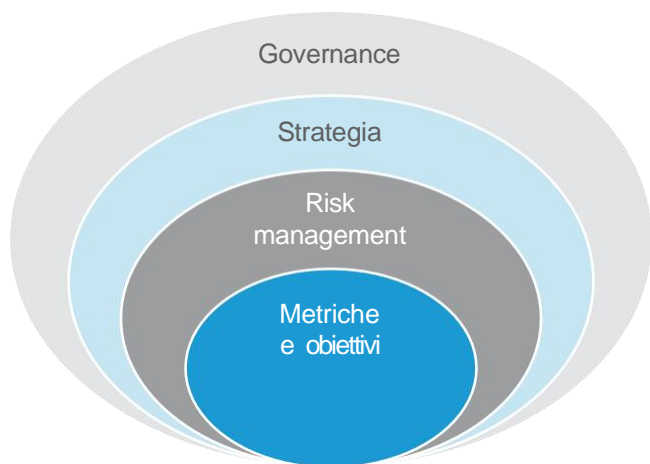 Governance
Strategia
Risk
management
Metriche
e obiettivi